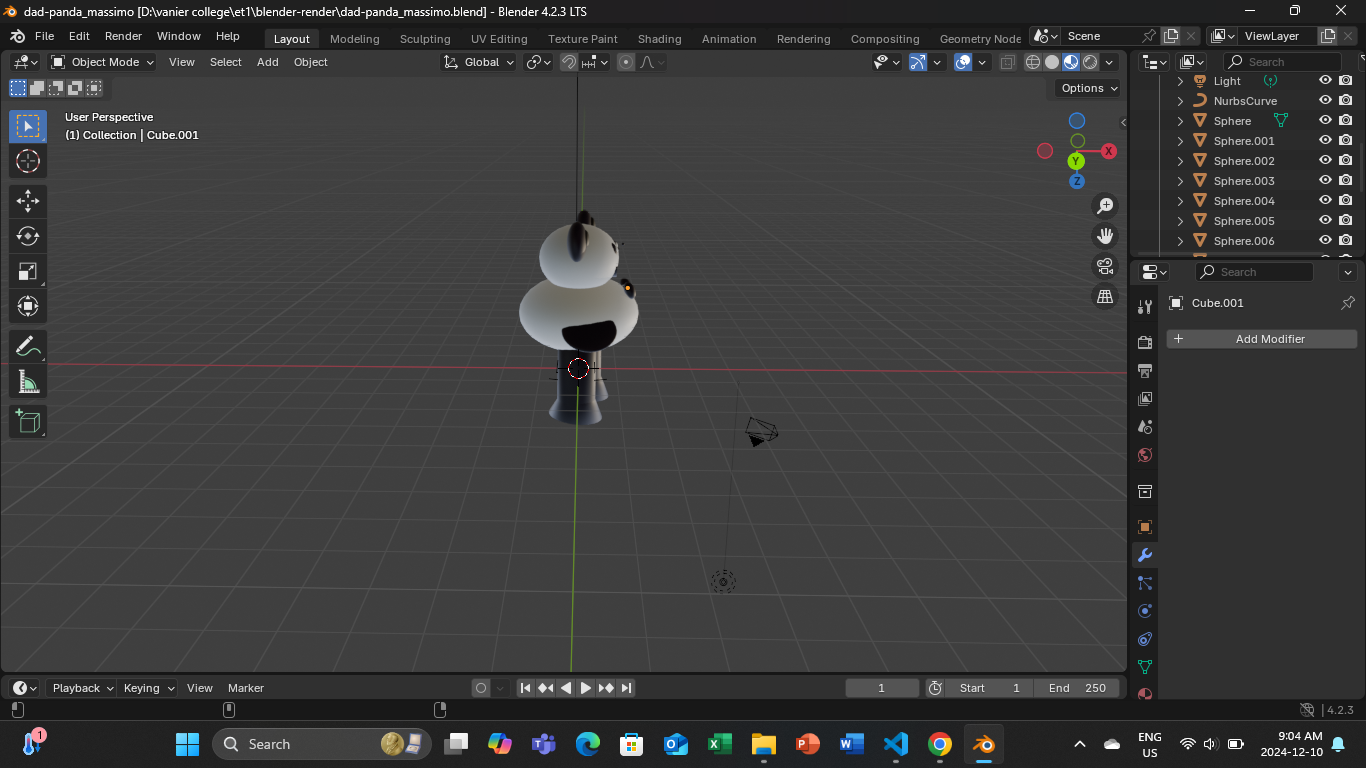 dad-panda_massimo [D:\vanier college\et1\blender-render\dad-panda_massimo.blend] - Blender 4.2.3 LTS
File Edit Render Window Help Layout Modeling Sculpting UV Editing Texture Paint Shading Animation Rendering Compositing Geometry Node Scene ViewLayer
Object Mode View Select Add Object Global Search
Options
User Perspective
(1) Collection | Cube.001
Light
NurbsCurve
Sphere
Sphere.001
Sphere.002
Sphere.003
Sphere.004
Sphere.005
Sphere.006
X
Y
Z
Search
Cube.001
Add Modifier
Playback Keying View Marker 1 Start 1 End 250
4.2.3
1
Search
ENG
US
9:04 AM
2024-12-10